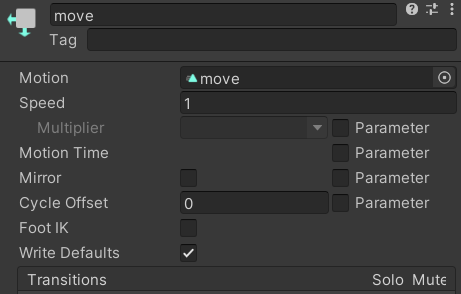 move
Tag
Motion move
Speed 1
Multiplier Parameter
Motion Time Parameter
Mirror Parameter
Cycle Offset 0 Parameter
Foot IK
Write Defaults
Transitions Solo Mute